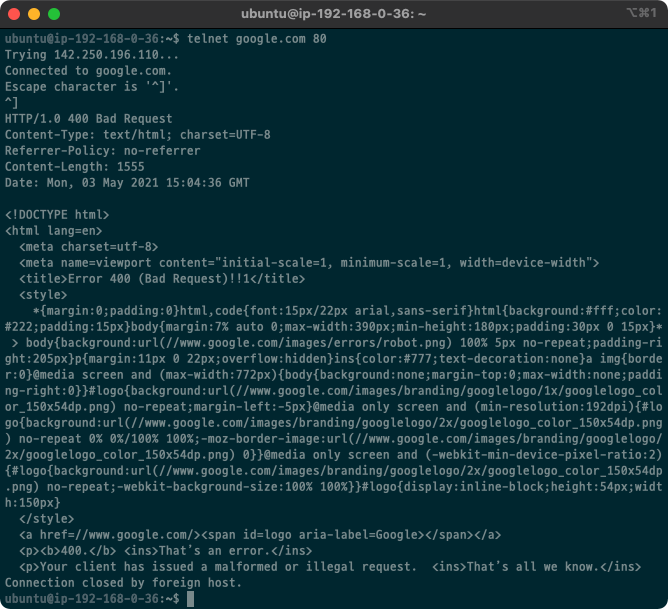 ubuntu@ip-192-168-0-36: ~
⌥⌘1
ubuntu@ip-192-168-0-36:~$ telnet google.com 80
Trying 142.250.196.110...
Connected to google.com.
Escape character is '^]'.
^]
HTTP/1.0 400 Bad Request
Content-Type: text/html; charset=UTF-8
Referrer-Policy: no-referrer
Content-Length: 1555
Date: Mon, 03 May 2021 15:04:36 GMT

<!DOCTYPE html>
<html lang=en>
  <meta charset=utf-8>
  <meta name=viewport content="initial-scale=1, minimum-scale=1, width=device-width">
  <title>Error 400 (Bad Request)!!1</title>
  <style>
    *{margin:0;padding:0}html,code{font:15px/22px arial,sans-serif}html{background:#fff;color:
#222;padding:15px}body{margin:7% auto 0;max-width:390px;min-height:180px;padding:30px 0 15px}*
 > body{background:url(//www.google.com/images/errors/robot.png) 100% 5px no-repeat;padding-ri
ght:205px}p{margin:11px 0 22px;overflow:hidden}ins{color:#777;text-decoration:none}a img{borde
r:0}@media screen and (max-width:772px){body{background:none;margin-top:0;max-width:none;paddi
ng-right:0}}#logo{background:url(//www.google.com/images/branding/googlelogo/1x/googlelogo_col
or_150x54dp.png) no-repeat;margin-left:-5px}@media only screen and (min-resolution:192dpi){#lo
go{background:url(//www.google.com/images/branding/googlelogo/2x/googlelogo_color_150x54dp.png
) no-repeat 0% 0%/100% 100%;-moz-border-image:url(//www.google.com/images/branding/googlelogo/
2x/googlelogo_color_150x54dp.png) 0}}@media only screen and (-webkit-min-device-pixel-ratio:2)
{#logo{background:url(//www.google.com/images/branding/googlelogo/2x/googlelogo_color_150x54dp
.png) no-repeat;-webkit-background-size:100% 100%}}#logo{display:inline-block;height:54px;widt
h:150px}
  </style>
  <a href=//www.google.com/><span id=logo aria-label=Google></span></a>
  <p><b>400.</b> <ins>That's an error.</ins>
  <p>Your client has issued a malformed or illegal request.  <ins>That's all we know.</ins>
Connection closed by foreign host.
ubuntu@ip-192-168-0-36:~$